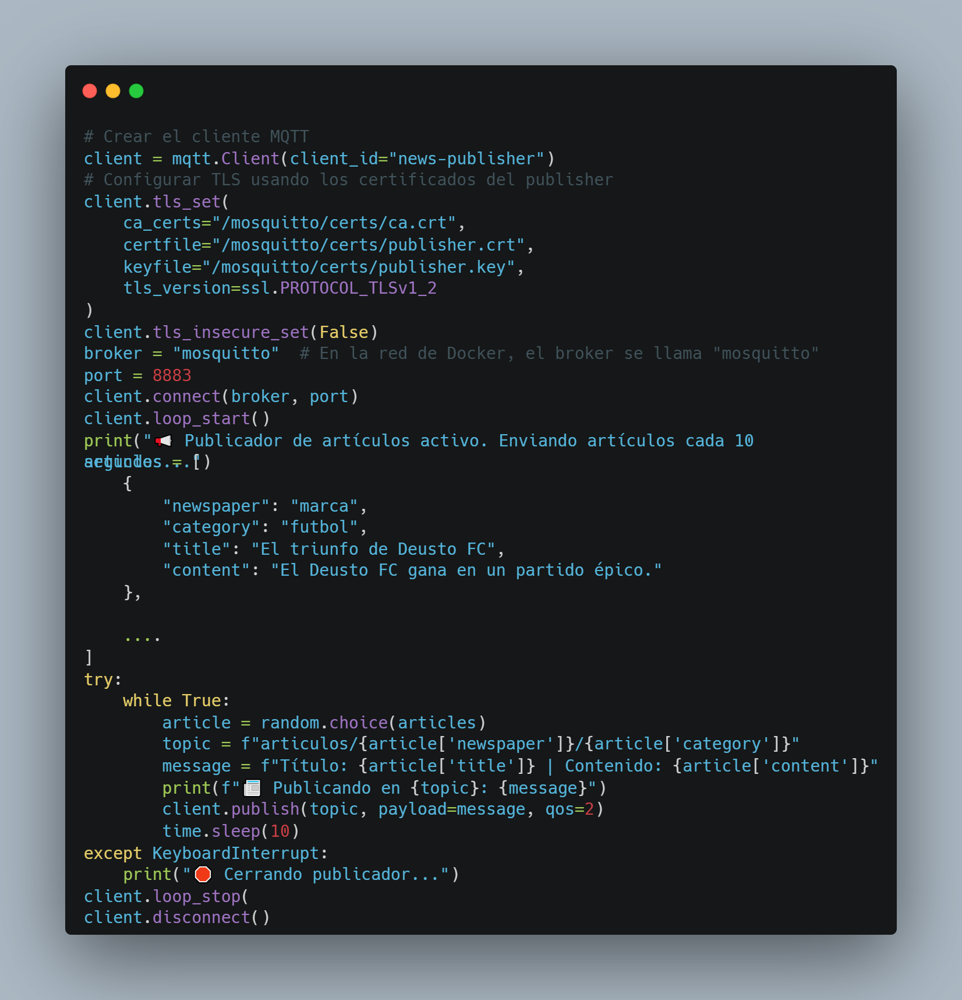 # Crear el cliente MQTT
client = mqtt.Client(client_id="news-publisher")
# Configurar TLS usando los certificados del publisher
client.tls_set(
    ca_certs="/mosquitto/certs/ca.crt",
    certfile="/mosquitto/certs/publisher.crt",
    keyfile="/mosquitto/certs/publisher.key",
    tls_version=ssl.PROTOCOL_TLSv1_2
)
client.tls_insecure_set(False)
broker = "mosquitto"  # En la red de Docker, el broker se llama "mosquitto"
port = 8883
client.connect(broker, port)
client.loop_start()
print("📢 Publicador de artículos activo. Enviando artículos cada 10
segundos...")
articles = [
    {
        "newspaper": "marca",
        "category": "futbol",
        "title": "El triunfo de Deusto FC",
        "content": "El Deusto FC gana en un partido épico."
    },
    ....
]
try:
    while True:
        article = random.choice(articles)
        topic = f"articulos/{article['newspaper']}/{article['category']}"
        message = f"Título: {article['title']} | Contenido: {article['content']}"
        print(f"📰 Publicando en {topic}: {message}")
        client.publish(topic, payload=message, qos=2)
        time.sleep(10)
except KeyboardInterrupt:
    print("🛑 Cerrando publicador...")
client.loop_stop(
client.disconnect()